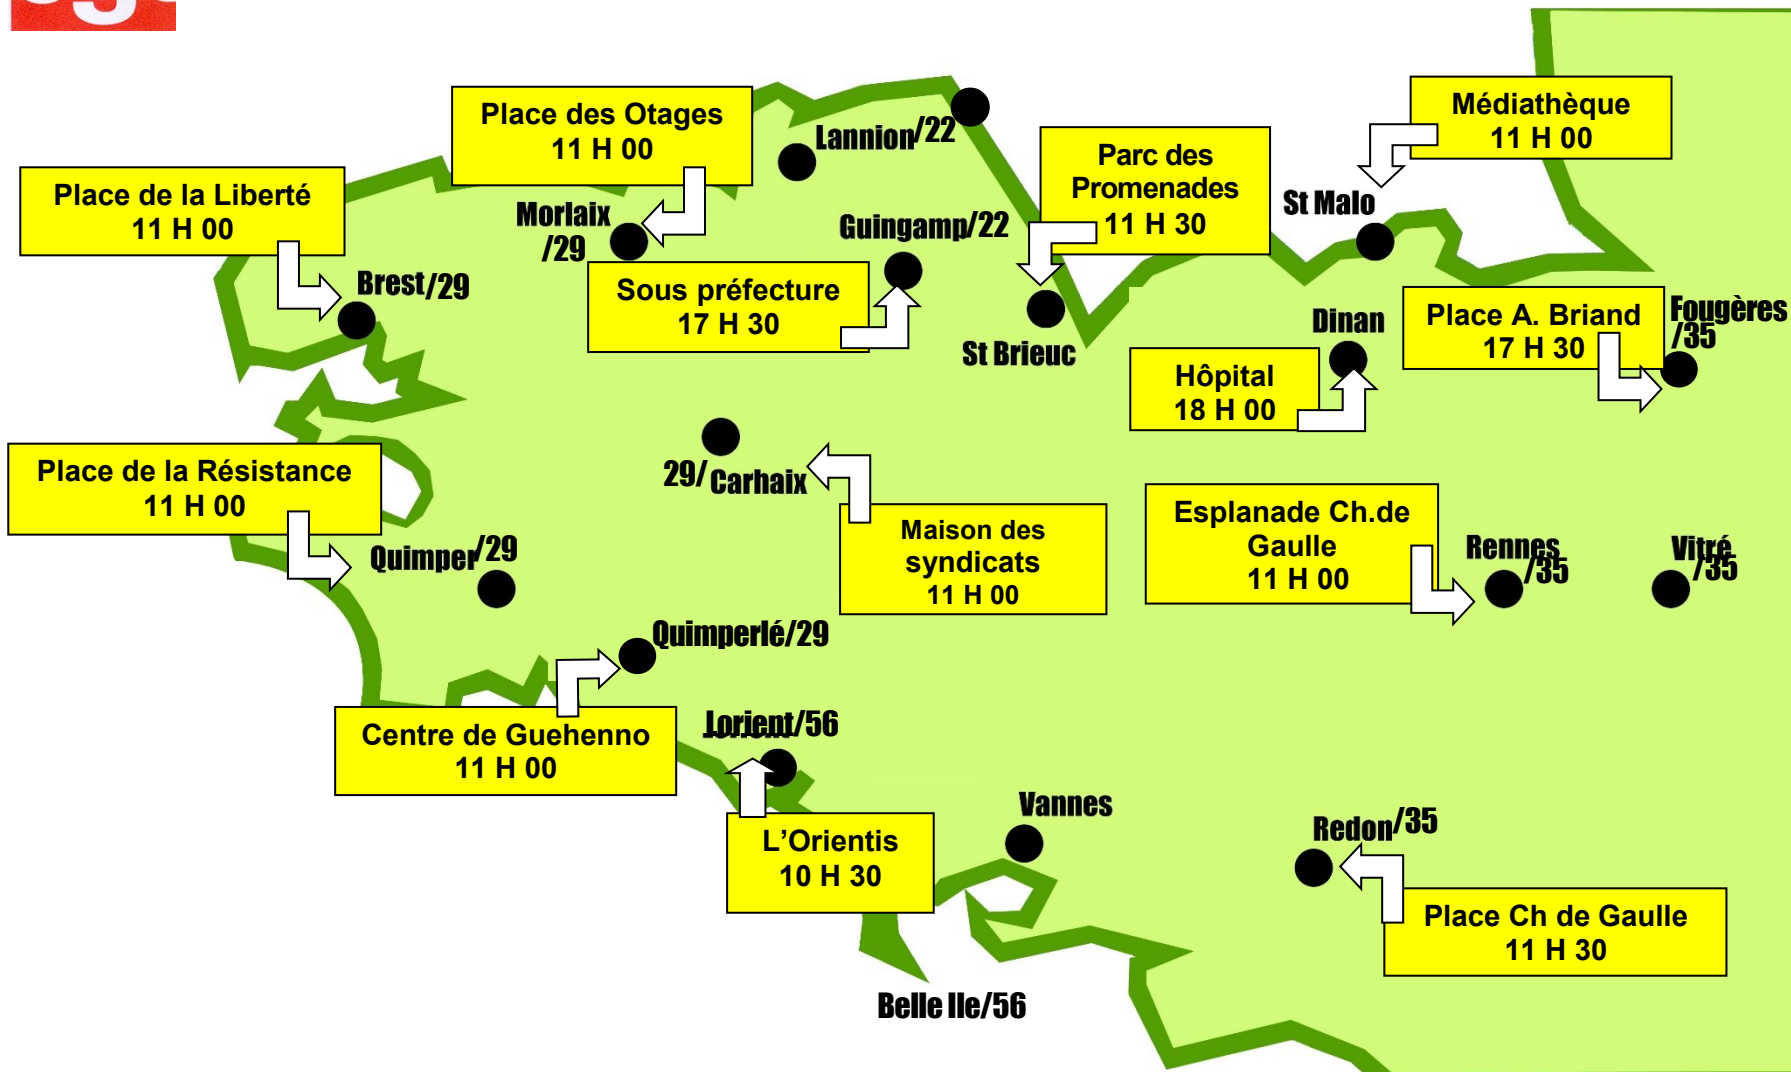 Place des Otages
11 H 00
Médiathèque
11 H 00
Lannion/22
Parc des
Promenades
11 H 30
Place de la Liberté
11 H 00
Morlaix
/29
Guingamp/22
St Malo
Brest/29
Sous préfecture
17 H 30
St Brieuc
Dinan
Place A. Briand
17 H 30
Fougères
/35
Hôpital
18 H 00
Place de la Résistance
11 H 00
29/Carhaix
Maison des
syndicats
11 H 00
Esplanade Ch.de
Gaulle
11 H 00
Rennes
/35
Vitré
/35
Quimper/29
Quimperlé/29
Centre de Guehenno
11 H 00
Lorient/56
L’Orientis
10 H 30
Vannes
Redon/35
Place Ch de Gaulle
11 H 30
Belle Ile/56